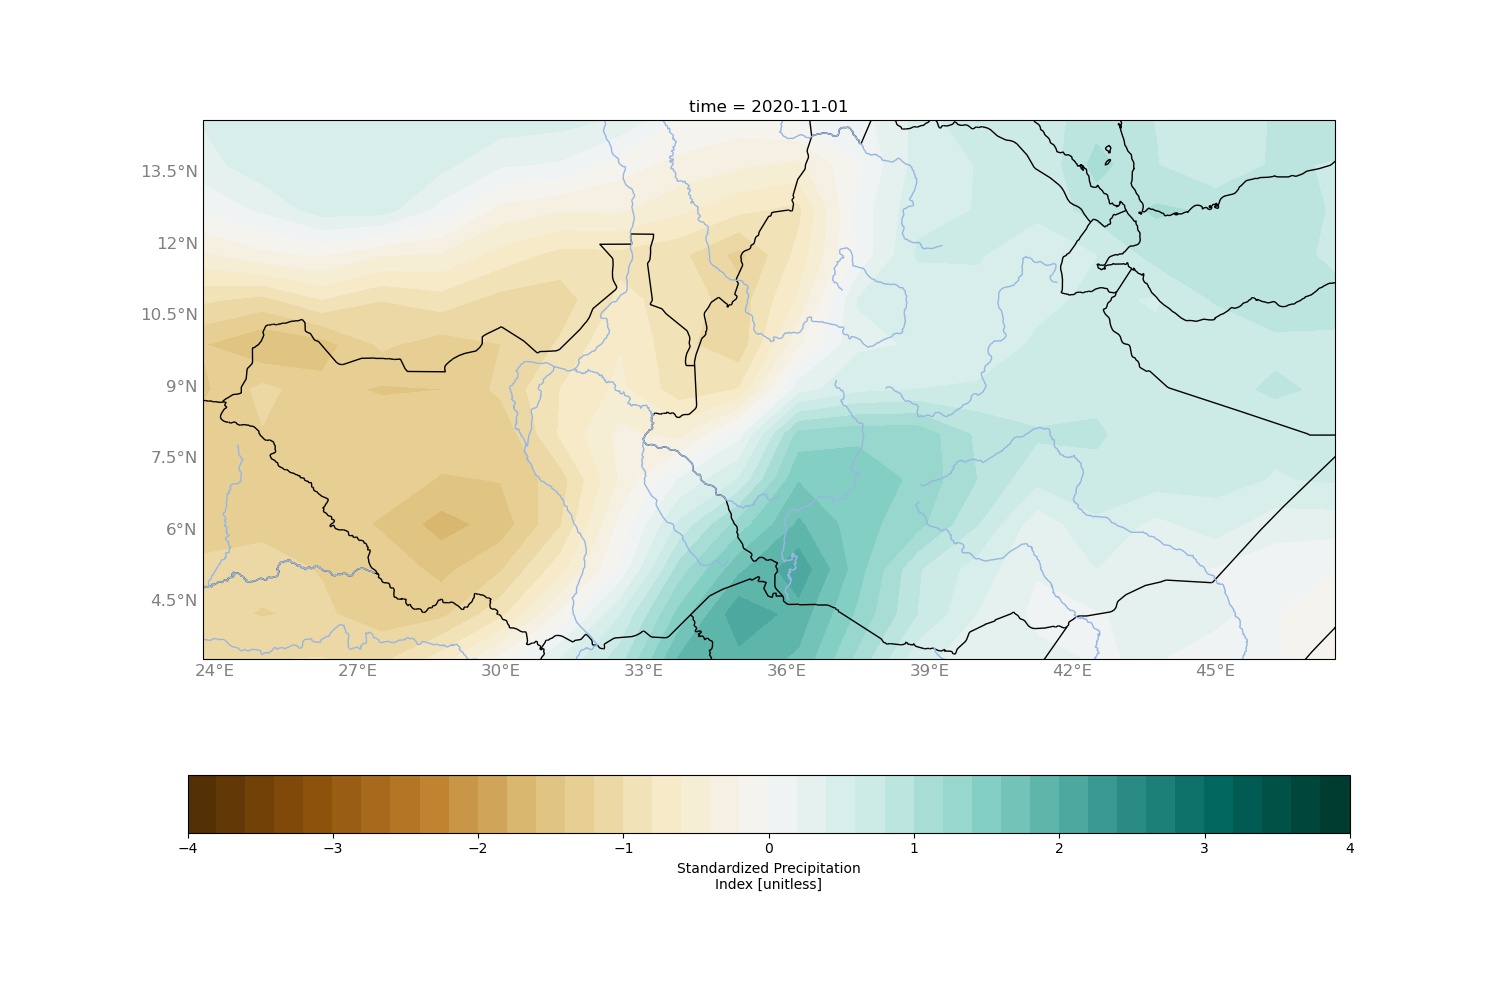 time = 2020-11-01
13.5°N
12°N
10.5°N
9°N
7.5°N
6°N
4.5°N
24°E 27°E 30°E 33°E 36°E 39°E 42°E 45°E
−4 −3 −2 −1 0 1 2 3 4
Standardized Precipitation
Index [unitless]